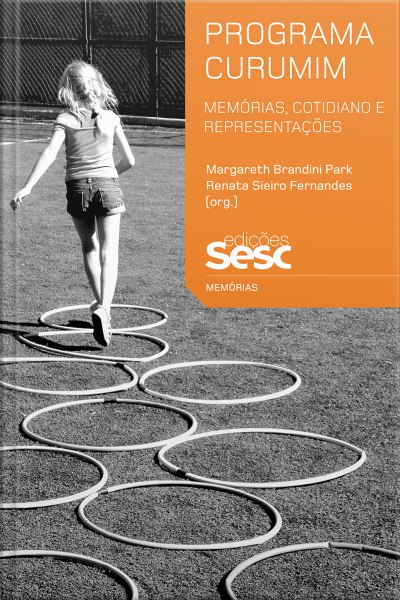 PROGRAMA
CURUMIM
MEMÓRIAS, COTIDIANO E
REPRESENTAÇÕES
Margareth Brandini Park
Renata Sieiro Fernandes
(org.)
edições
Sesc
MEMÓRIAS